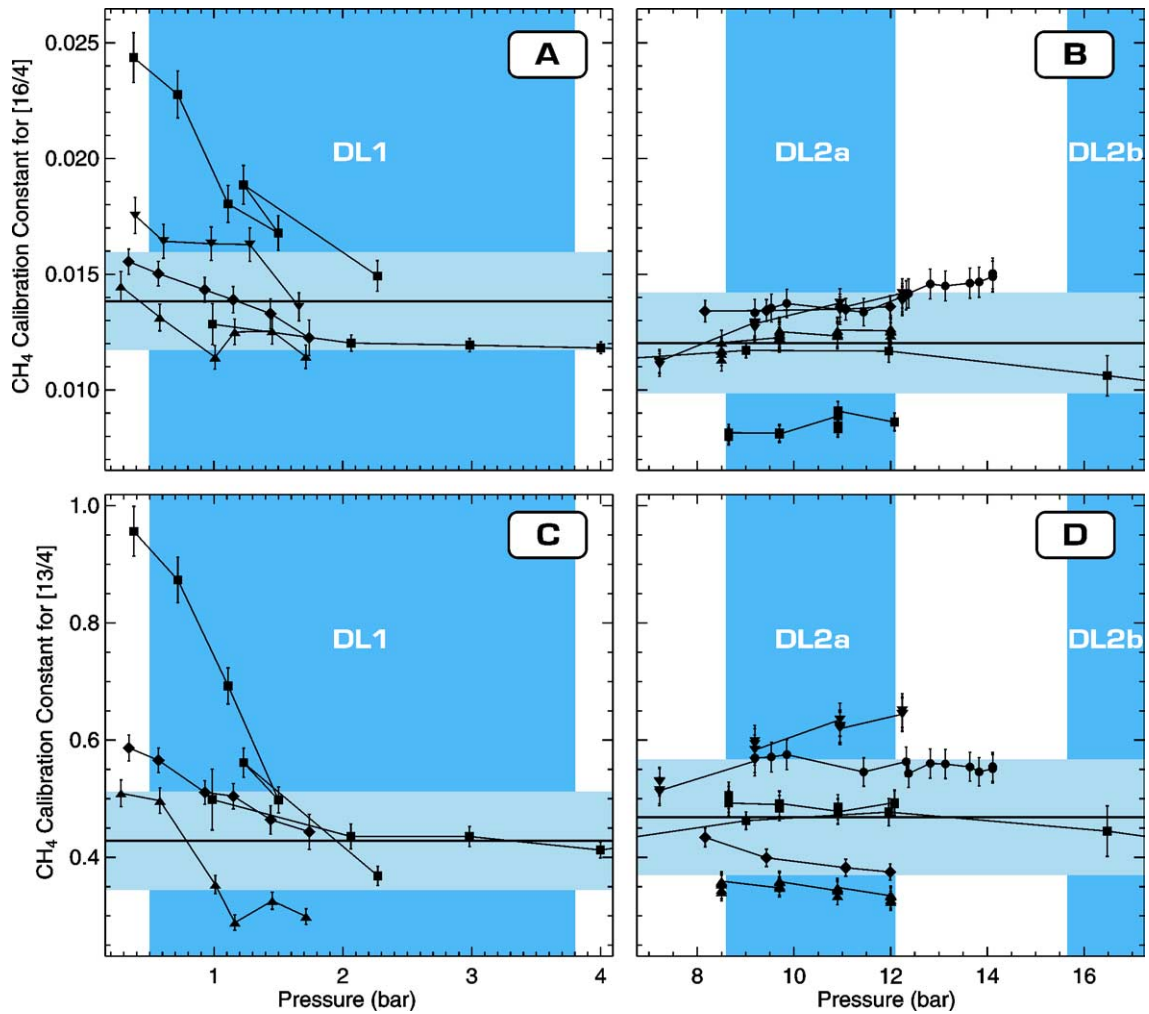 A
B
CH₄ Calibration Constant for [16/4]
0.025
0.020
0.015
0.010
DL1
DL2a
DL2b
C
D
CH₄ Calibration Constant for [13/4]
1.0
0.8
0.6
0.4
DL1
DL2a
DL2b
1 2 3 4
8 10 12 14 16
Pressure (bar)
Pressure (bar)